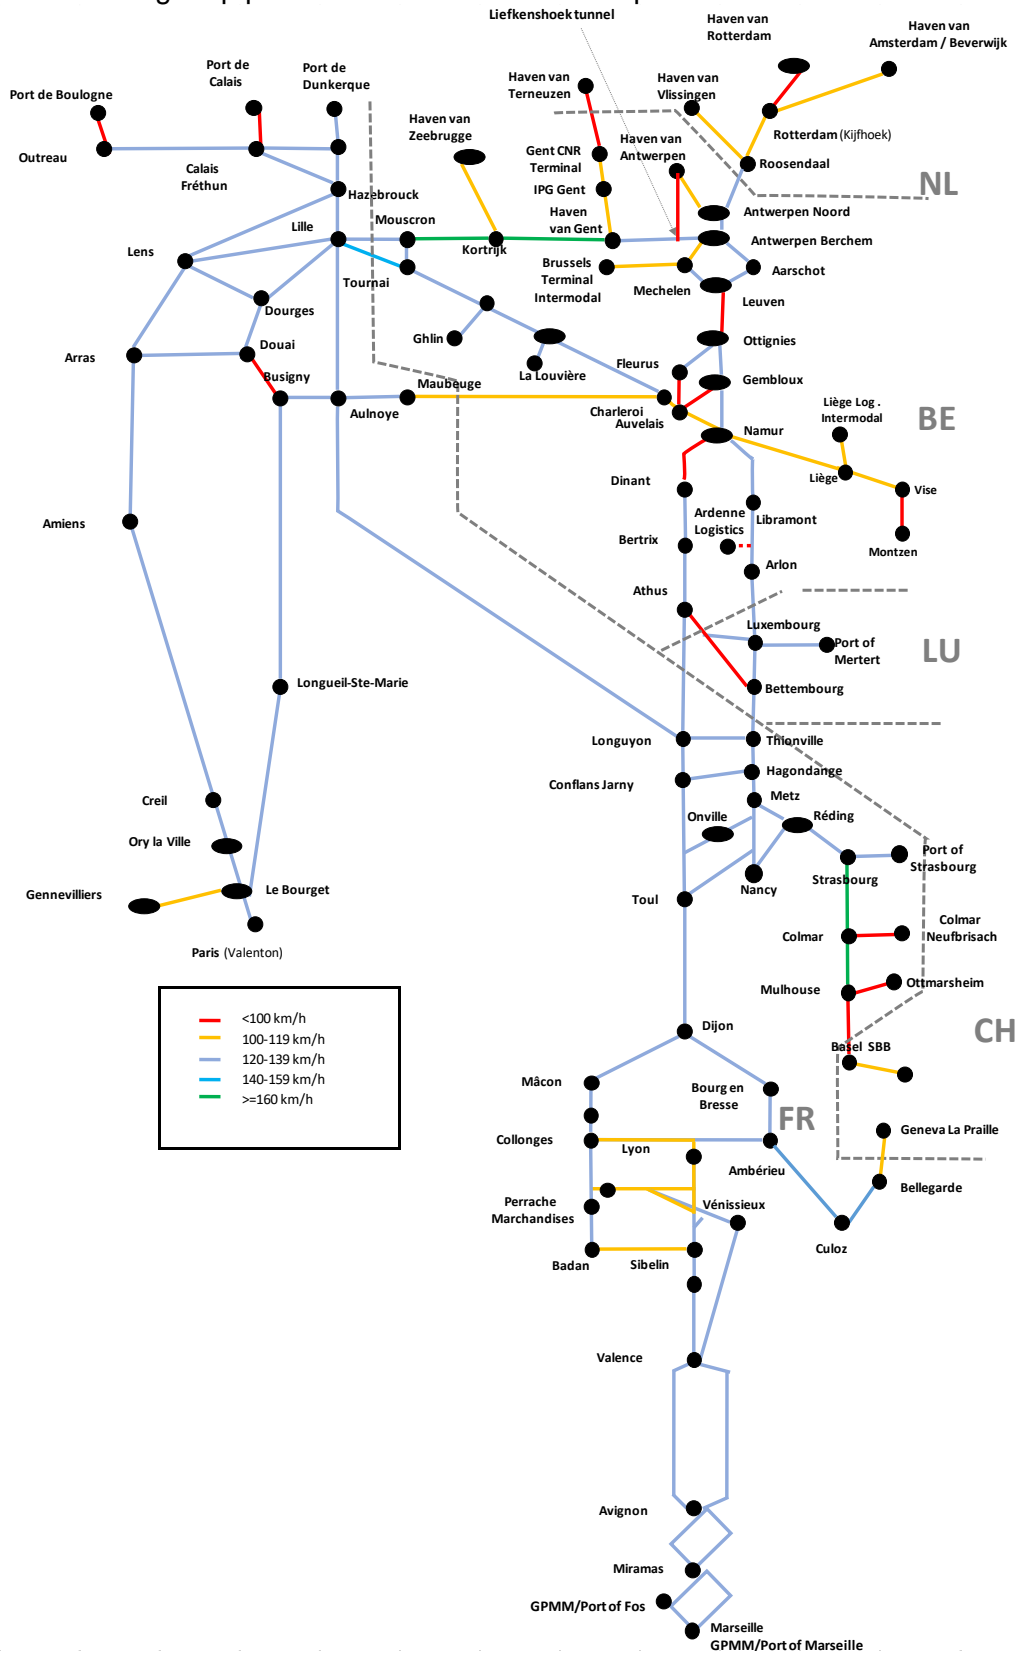 Liefkenshoek tunnel
Haven van
Rotterdam
Haven van
Amsterdam / Beverwijk
Port de
Calais
Port de
Dunkerque
Port de Boulogne
Haven van
Terneuzen
Haven van
Vlissingen
Haven van
Zeebrugge
Rotterdam (Kijfhoek)
Outreau
Calais
Fréthun
Gent CNR
Terminal
Haven van
Antwerpen
Roosendaal
NL
Hazebrouck
IPG Gent
Mouscron
Haven
van Gent
Antwerpen Noord
Lille
Kortrijk
Antwerpen Berchem
Lens
Tournai
Brussels
Terminal
Intermodal
Mechelen
Aarschot
Leuven
Dourges
Ghlin
Ottignies
Douai
Arras
La Louvière
Fleurus
Busigny
Maubeuge
Gembloux
Aulnoye
Charleroi
Auvelais
Liège Log .
Intermodal
BE
Namur
Dinant
Liège
Vise
Ardenne
Logistics
Libramont
Amiens
Bertrix
Montzen
Arlon
Athus
Luxembourg
Port of
Mertert
LU
Longueil-Ste-Marie
Bettembourg
Longuyon
Thionville
Hagondange
Conflans Jarny
Metz
Creil
Onville
Réding
Ory la Ville
Port of
Strasbourg
Strasbourg
Gennevilliers
Le Bourget
Nancy
Toul
Colmar
Colmar
Neufbrisach
Paris (Valenton)
Mulhouse
Ottmarsheim
<100 km/h
100-119 km/h
120-139 km/h
140-159 km/h
>=160 km/h
Dijon
CH
Basel SBB
Mâcon
Bourg en
Bresse
FR
Collonges
Lyon
Geneva La Praille
Ambérieu
Bellegarde
Perrache
Marchandises
Vénissieux
Culoz
Badan
Sibelin
Valence
Avignon
Miramas
GPMM/Port of Fos
Marseille
GPMM/Port of Marseille